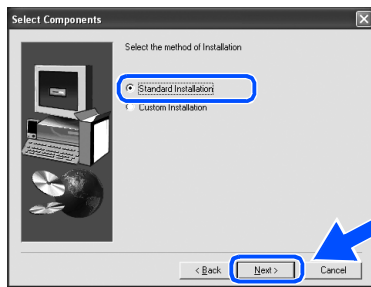 Select Components
Select the method of Installation
Standard Installation
Custom Installation
< Back
Next >
Cancel